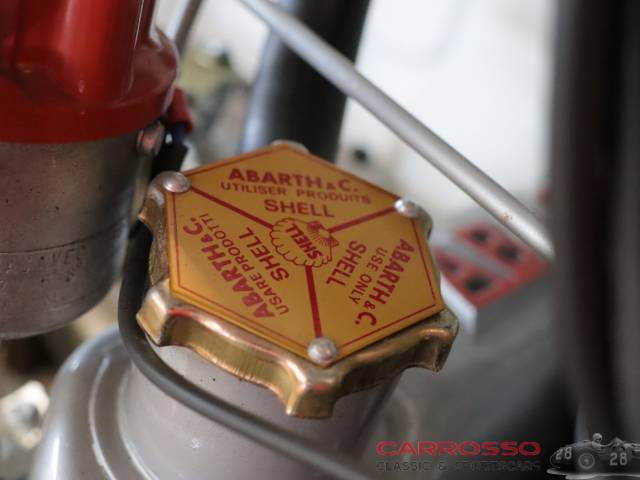 ABARTH & C.
UTILISER PRODUITS
SHELL
ABARTH & C.
USE ONLY
SHELL
ABARTH & C.
USARE PRODOTTI
SHELL
SHELL
CARROSSO
CLASSIC & SPORTSCARS
28 28